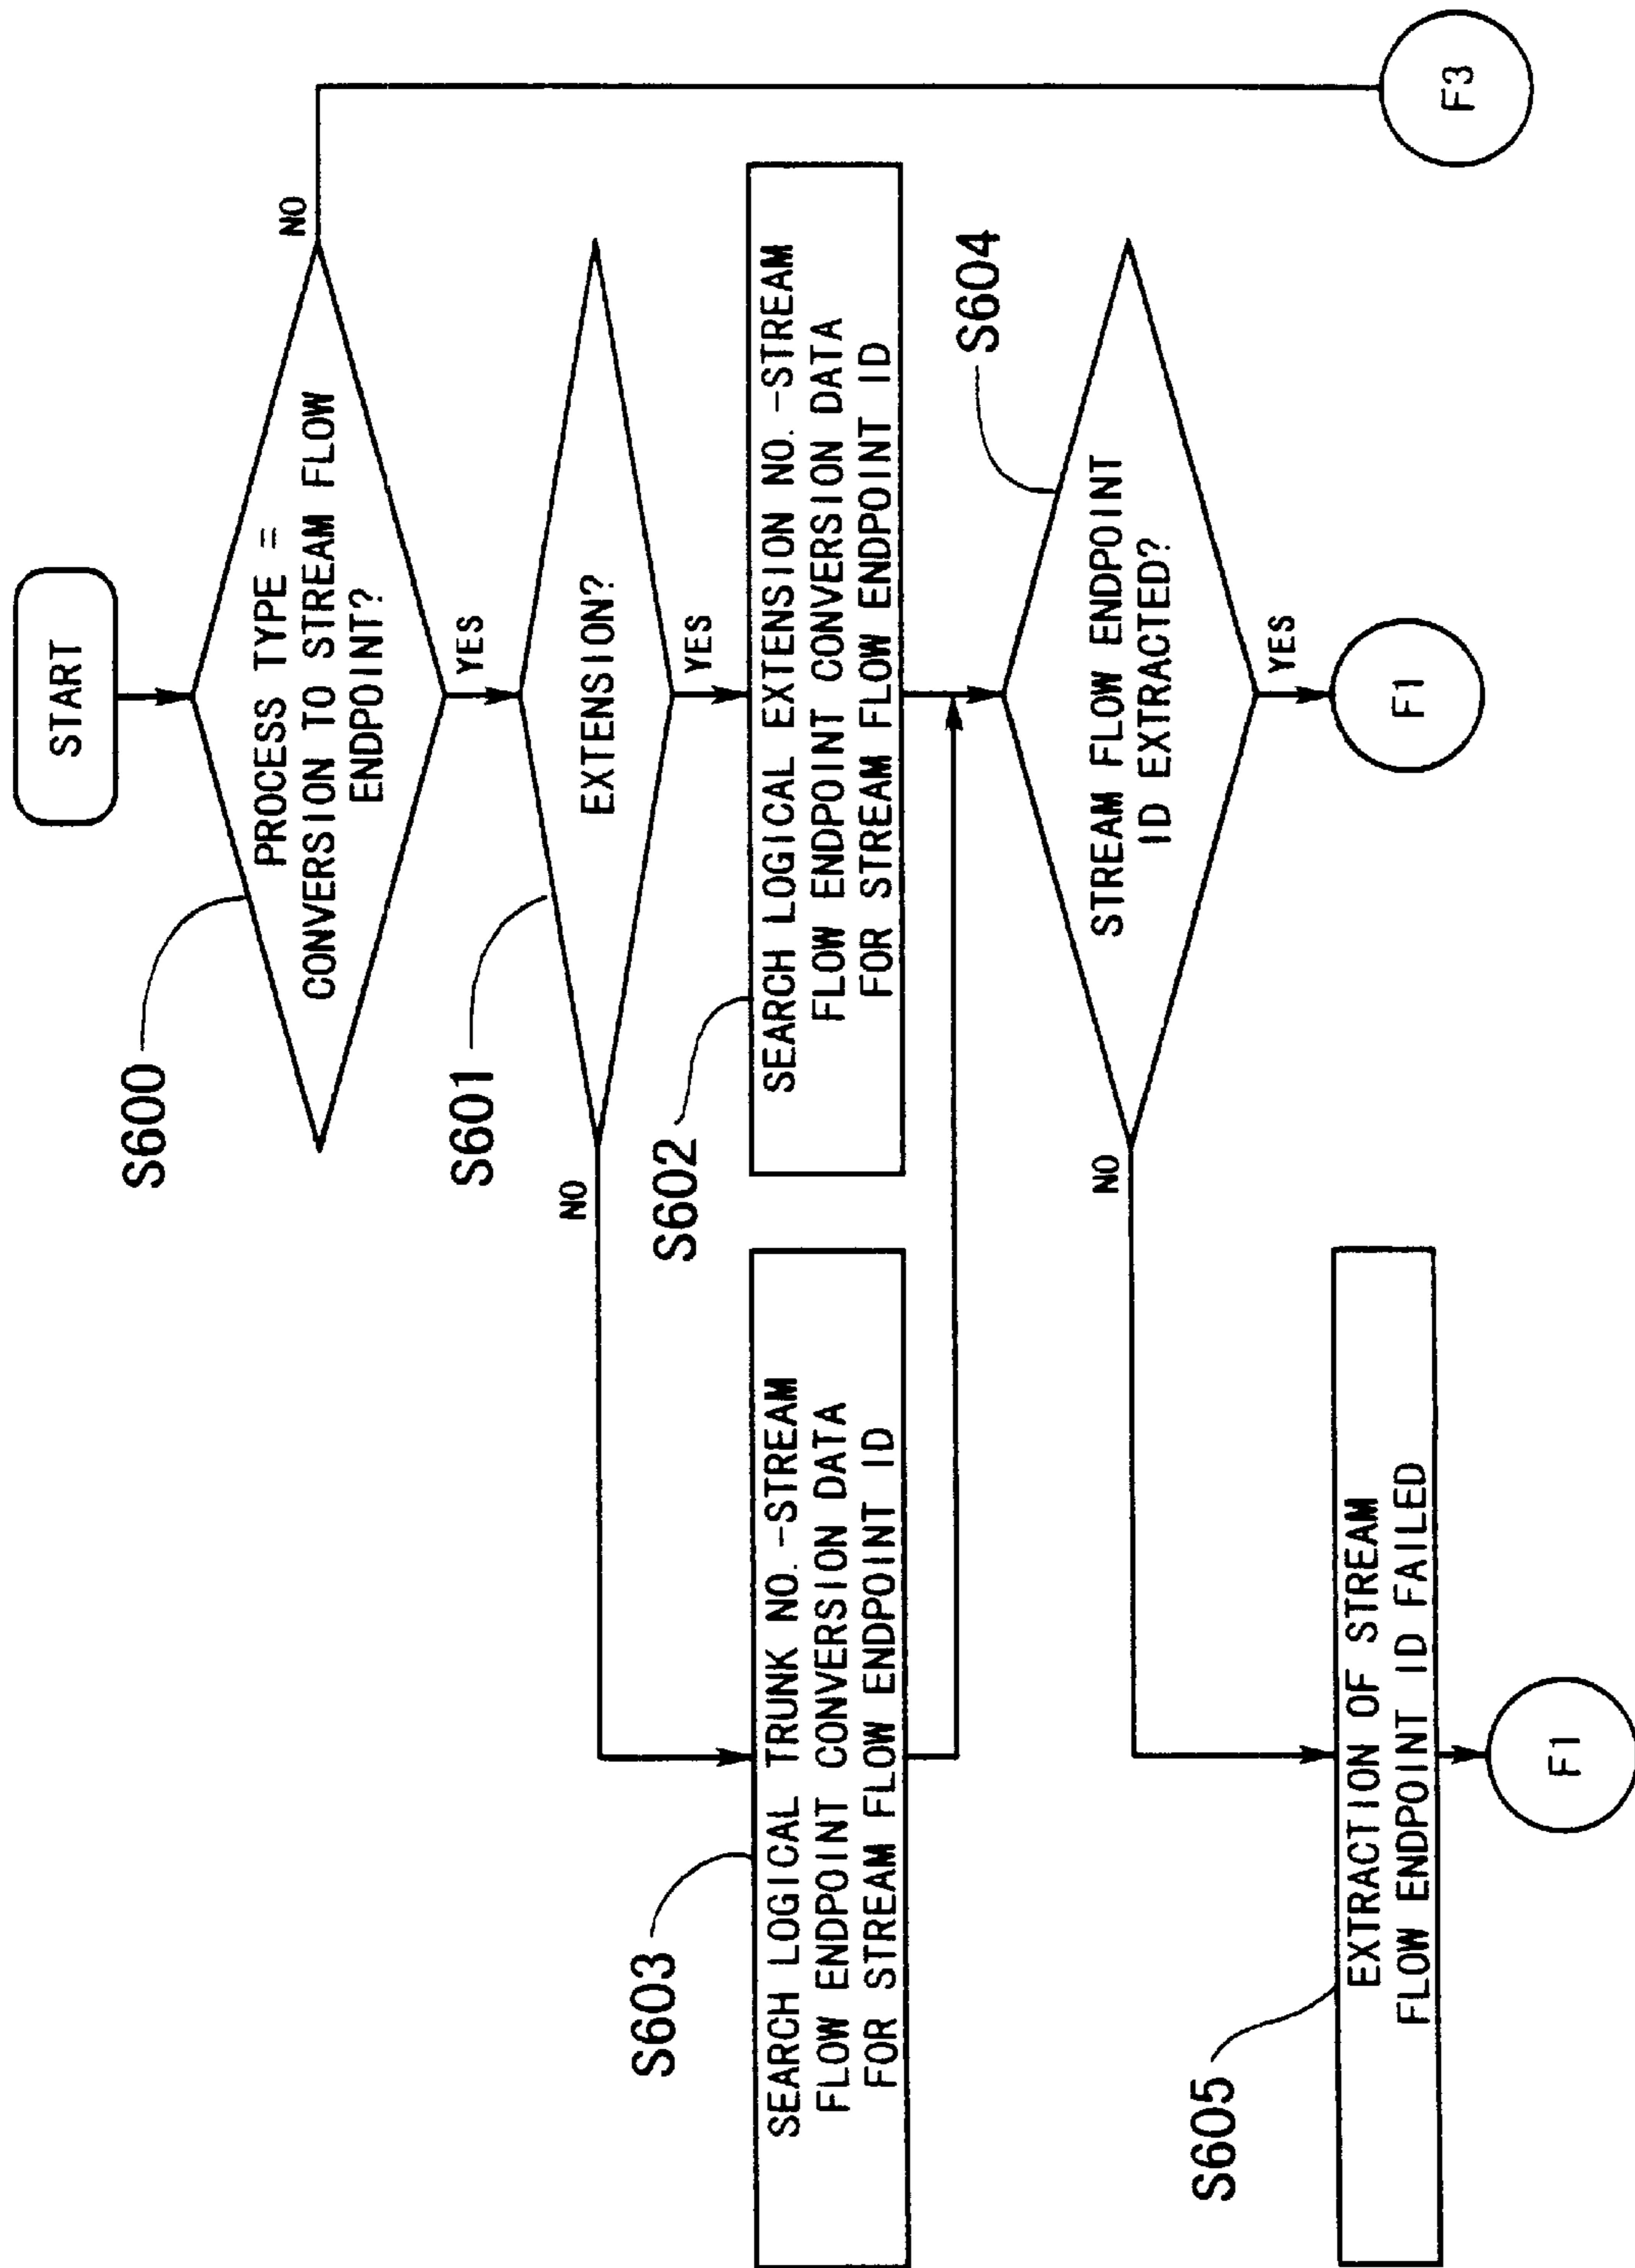 START
S600
PROCESS TYPE =
CONVERSION TO STREAM FLOW
ENDPOINT?
NO
YES
S601
EXTENSION?
NO
YES
S602
SEARCH LOGICAL EXTENSION NO.-STREAM
FLOW ENDPOINT CONVERSION DATA
FOR STREAM FLOW ENDPOINT ID
S603
SEARCH LOGICAL TRUNK NO.-STREAM
FLOW ENDPOINT CONVERSION DATA
FOR STREAM FLOW ENDPOINT ID
S604
STREAM FLOW ENDPOINT
ID EXTRACTED?
NO
YES
S605
EXTRACTION OF STREAM
FLOW ENDPOINT ID FAILED
F1
F1
F3